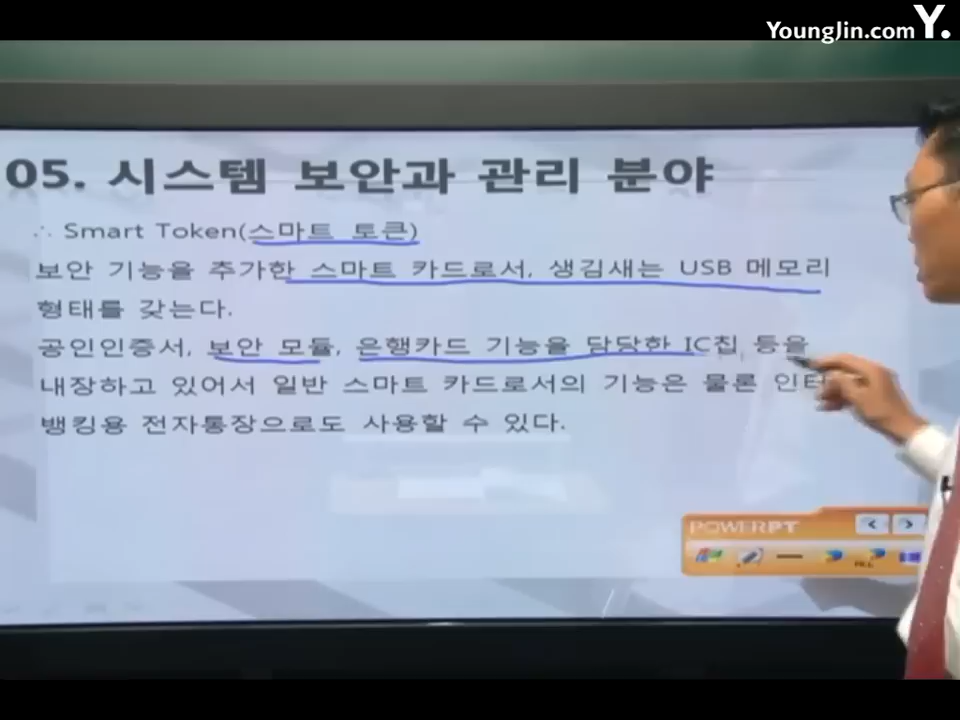 YoungJin.com Y.
05. 시스템 보안과 관리 분야
∴ Smart Token(스마트 토큰)
보안 기능을 추가한 스마트 카드로서, 생김새는 USB 메모리
형태를 갖는다.
공인인증서, 보안 모듈, 은행카드 기능을 담당한 IC칩 등을
내장하고 있어서 일반 스마트 카드로서의 기능은 물론 인터
뱅킹용 전자통장으로도 사용할 수 있다.
POWERPT